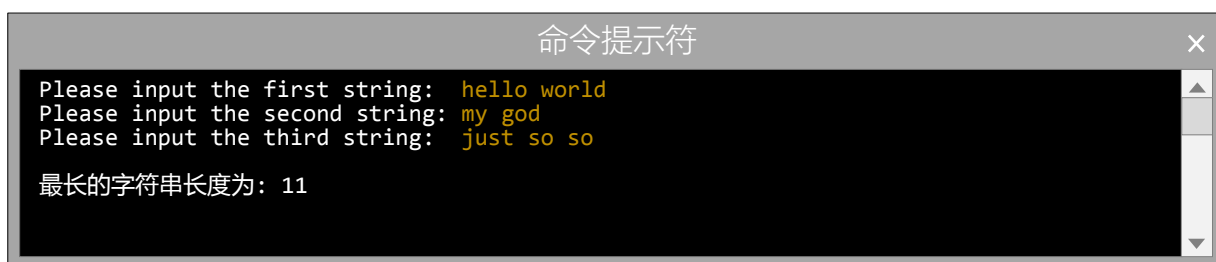 命令提示符
Please input the first string:  hello world
Please input the second string: my god
Please input the third string:  just so so
最长的字符串长度为: 11